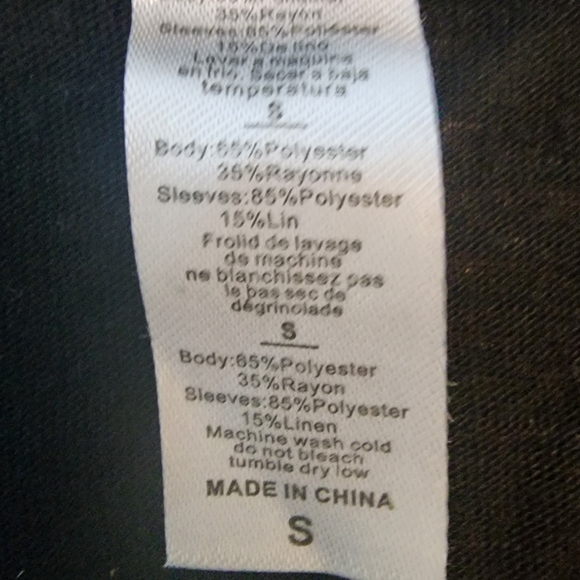 35%Rayón
Sleeves:85%Poliéster
15%De lino
Lavar a maquina
en frio. Secar a baja
temperatura
S
Body:65%Polyester
35%Rayonne
Sleeves:85%Polyester
15%Lin
Frolid de lavage
de machine
ne blanchissez pas
le bas sec de
dégringolade
S
Body:65%Polyester
35%Rayon
Sleeves:85%Polyester
15%Linen
Machine wash cold
do not bleach
tumble dry low
MADE IN CHINA
S